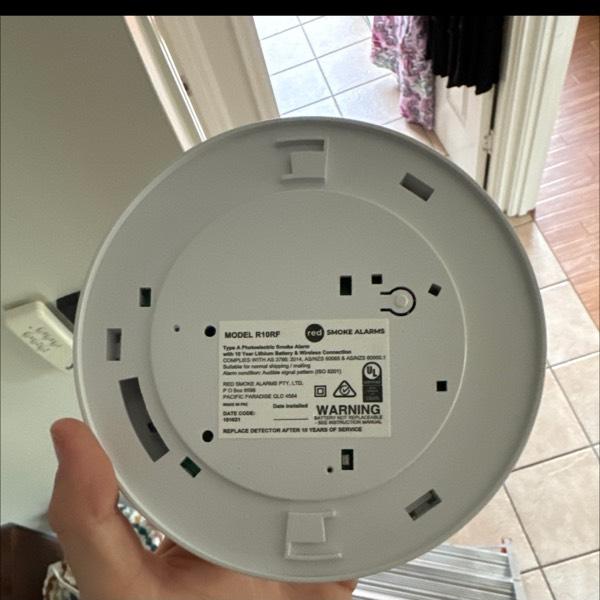 MODEL R10RF
red SMOKE ALARMS
Type A Photoelectric Smoke Alarm
with 10 Year Lithium Battery & Wireless Connection
COMPLIES WITH AS 3786: 2014, AS/NZS 60065 & AS/NZS 60950.1
Suitable for normal shipping / mailing
Alarm condition: Audible signal pattern (ISO 8201)
RED SMOKE ALARMS PTY. LTD.
P O Box 9598
PACIFIC PARADISE QLD 4564
MADE IN PRC
DATE CODE:
101021
Date installed
UL
WARNING
BATTERY NOT REPLACEABLE
- SEE INSTRUCTION MANUAL
REPLACE DETECTOR AFTER 10 YEARS OF SERVICE